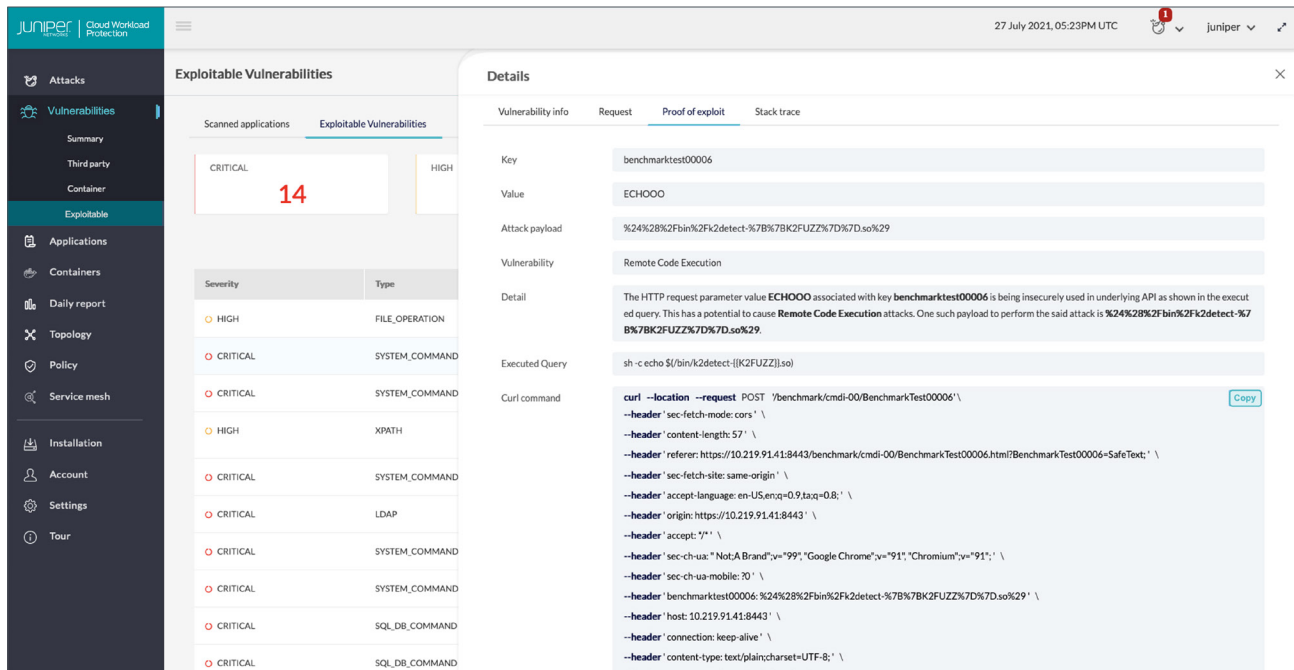 JUNIPER NETWORKS | Cloud Workload Protection
27 July 2021, 05:23PM UTC
1
juniper
Attacks
Vulnerabilities
Summary
Third party
Container
Exploitable
Applications
Containers
Daily report
Topology
Policy
Service mesh
Installation
Account
Settings
Tour
Exploitable Vulnerabilities
Scanned applications Exploitable Vulnerabilities
CRITICAL
14
HIGH
Severity Type
HIGH FILE_OPERATION
CRITICAL SYSTEM_COMMAND
CRITICAL SYSTEM_COMMAND
HIGH XPATH
CRITICAL SYSTEM_COMMAND
CRITICAL LDAP
CRITICAL SYSTEM_COMMAND
CRITICAL SYSTEM_COMMAND
CRITICAL SQL_DB_COMMAND
CRITICAL SQL_DB_COMMAND
Details
Vulnerability info Request Proof of exploit Stack trace
Key benchmarktest00006
Value ECHOOO
Attack payload %24%28%2Fbin%2Fk2detect-%7B%7BK2FUZZ%7D%7D.so%29
Vulnerability Remote Code Execution
Detail The HTTP request parameter value ECHOOO associated with key benchmarktest00006 is being insecurely used in underlying API as shown in the execut
ed query. This has a potential to cause Remote Code Execution attacks. One such payload to perform the said attack is %24%28%2Fbin%2Fk2detect-%7
B%7BK2FUZZ%7D%7D.so%29.
Executed Query sh -c echo $(/bin/k2detect-{{K2FUZZ}}.so)
Curl command curl --location --request POST '/benchmark/cmdi-00/BenchmarkTest00006' \
Copy
--header ' sec-fetch-mode: cors ' \
--header ' content-length: 57 ' \
--header ' referer: https://10.219.91.41:8443/benchmark/cmdi-00/BenchmarkTest00006.html?BenchmarkTest00006=SafeText; ' \
--header ' sec-fetch-site: same-origin ' \
--header ' accept-language: en-US,en;q=0.9,ta;q=0.8; ' \
--header ' origin: https://10.219.91.41:8443 ' \
--header ' accept: */* ' \
--header ' sec-ch-ua: " Not;A Brand";v="99", "Google Chrome";v="91", "Chromium";v="91"; ' \
--header ' sec-ch-ua-mobile: ?0 ' \
--header ' benchmarktest00006: %24%28%2Fbin%2Fk2detect-%7B%7BK2FUZZ%7D%7D.so%29 ' \
--header ' host: 10.219.91.41:8443 ' \
--header ' connection: keep-alive ' \
--header ' content-type: text/plain;charset=UTF-8; ' \